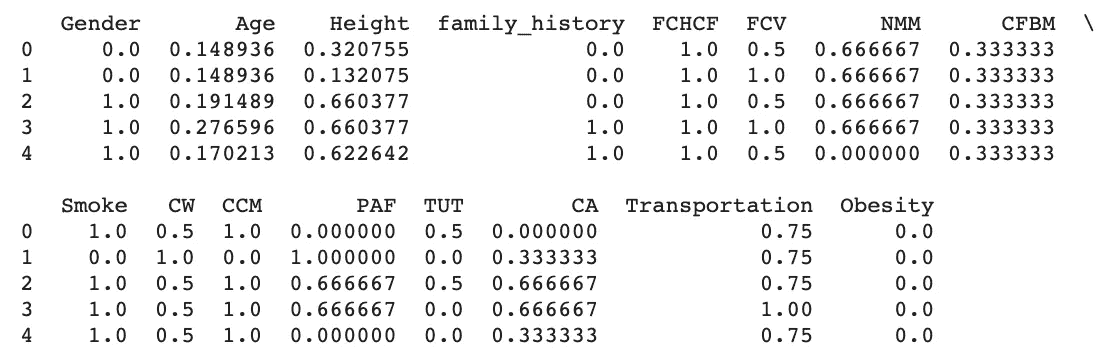 Gender Age Height family_history FCHCF FCV NMM CFBM \
0 0.0 0.148936 0.320755 0.0 1.0 0.5 0.666667 0.333333
1 0.0 0.148936 0.132075 0.0 1.0 1.0 0.666667 0.333333
2 1.0 0.191489 0.660377 0.0 1.0 0.5 0.666667 0.333333
3 1.0 0.276596 0.660377 1.0 1.0 1.0 0.666667 0.333333
4 1.0 0.170213 0.622642 1.0 1.0 0.5 0.000000 0.333333
Smoke CW CCM PAF TUT CA Transportation Obesity
0 1.0 0.5 1.0 0.000000 0.5 0.000000 0.75 0.0
1 0.0 1.0 0.0 1.000000 0.0 0.333333 0.75 0.0
2 1.0 0.5 1.0 0.666667 0.5 0.666667 0.75 0.0
3 1.0 0.5 1.0 0.666667 0.0 0.666667 1.00 0.0
4 1.0 0.5 1.0 0.000000 0.0 0.333333 0.75 0.0